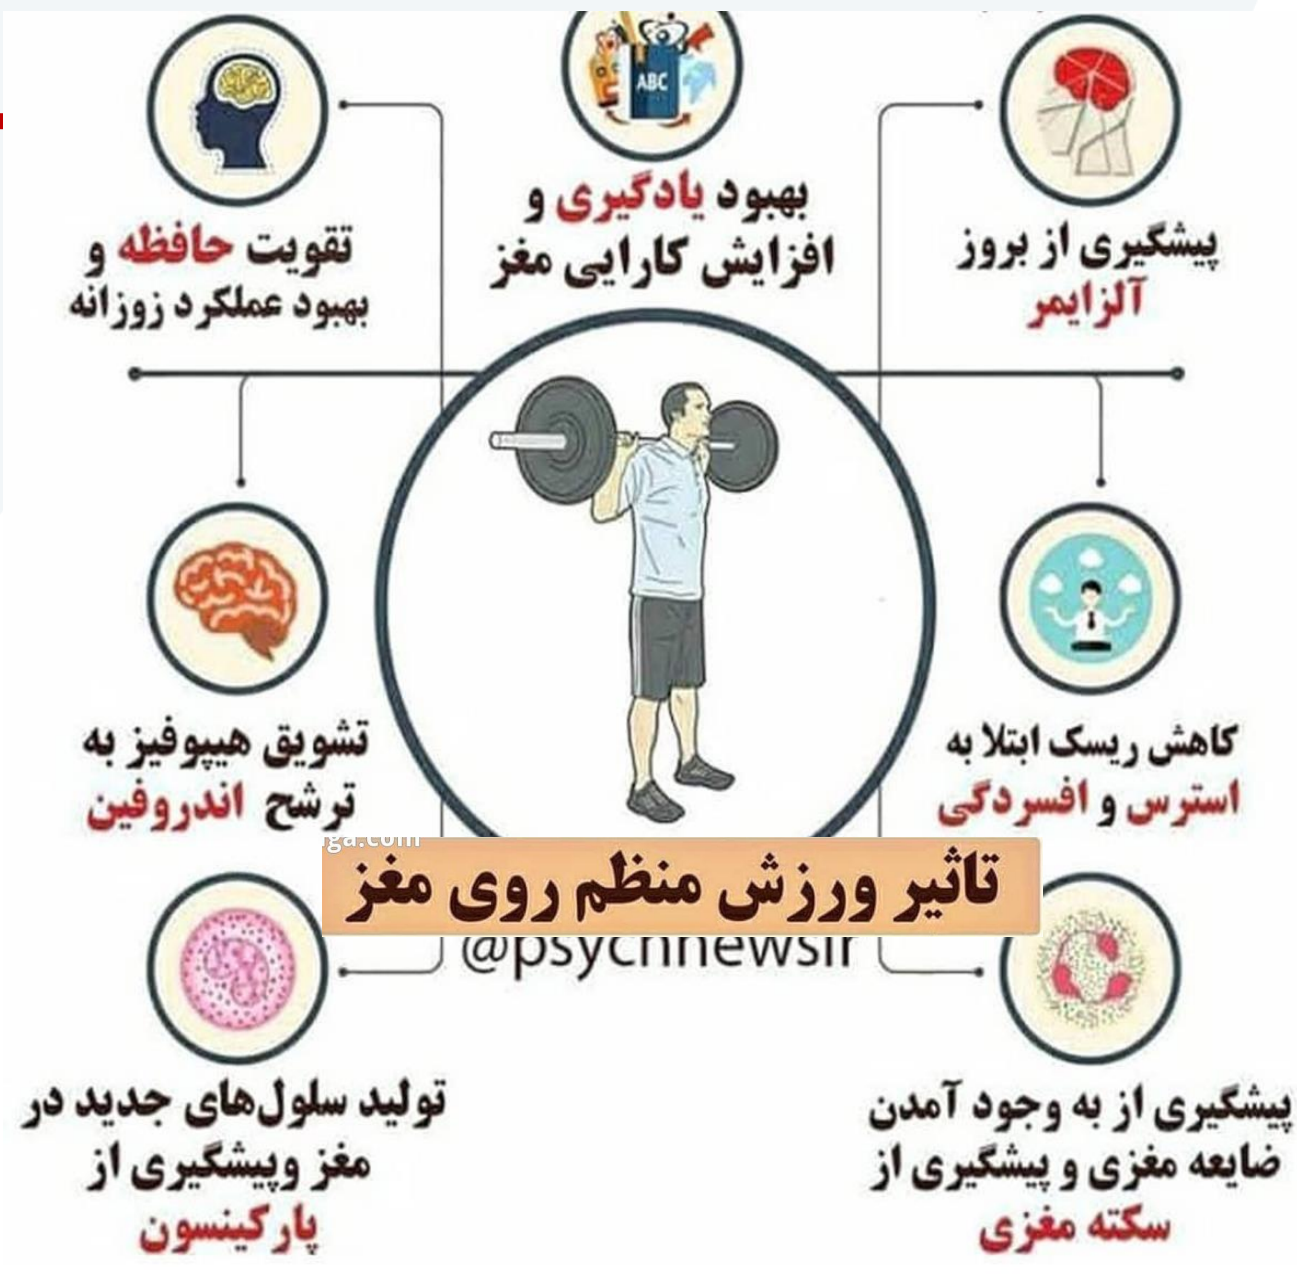 ABC
پیشگیری از بروز
آلزایمر
بهبود یادگیری و
افزایش کارایی مغز
تقویت حافظه و
بهبود عملکرد زوزانه
کاهش ریسک ابتلا به
استرس و افسردگی
تشویق هیپوفیز به
ترشح اندروفین
تاثیر ورزش منظم روی مغز
@psychnewsir
پیشگیری از به وجود آمدن
ضایعه مغزی و پیشگیری از
سکته مغزی
تولید سلول‌های جدید در
مغز وپیشگیری از
پارکینسون